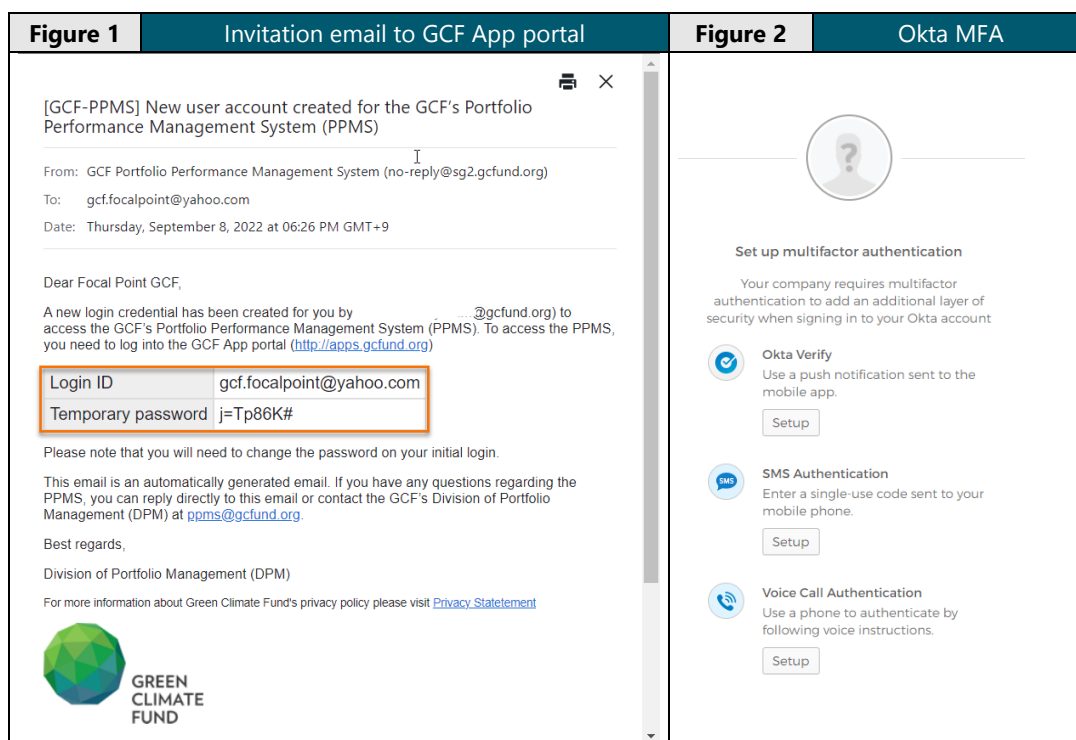 Figure 1
Invitation email to GCF App portal
[GCF-PPMS] New user account created for the GCF's Portfolio
Performance Management System (PPMS)
From: GCF Portfolio Performance Management System (no-reply@sg2.gcfund.org)
To: gcf.focalpoint@yahoo.com
Date: Thursday, September 8, 2022 at 06:26 PM GMT+9
Dear Focal Point GCF,
A new login credential has been created for you by @gcfund.org) to
access the GCF's Portfolio Performance Management System (PPMS). To access the PPMS,
you need to log into the GCF App portal (http://apps.gcfund.org)
Login ID gcf.focalpoint@yahoo.com
Temporary password j=Tp86K#
Please note that you will need to change the password on your initial login.
This email is an automatically generated email. If you have any questions regarding the
PPMS, you can reply directly to this email or contact the GCF's Division of Portfolio
Management (DPM) at ppms@gcfund.org.
Best regards,
Division of Portfolio Management (DPM)
For more information about Green Climate Fund's privacy policy please visit Privacy Statetement
GREEN
CLIMATE
FUND
Figure 2
Okta MFA
?
Set up multifactor authentication
Your company requires multifactor
authentication to add an additional layer of
security when signing in to your Okta account
Okta Verify
Use a push notification sent to the
mobile app.
Setup
SMS
SMS Authentication
Enter a single-use code sent to your
mobile phone.
Setup
Voice Call Authentication
Use a phone to authenticate by
following voice instructions.
Setup